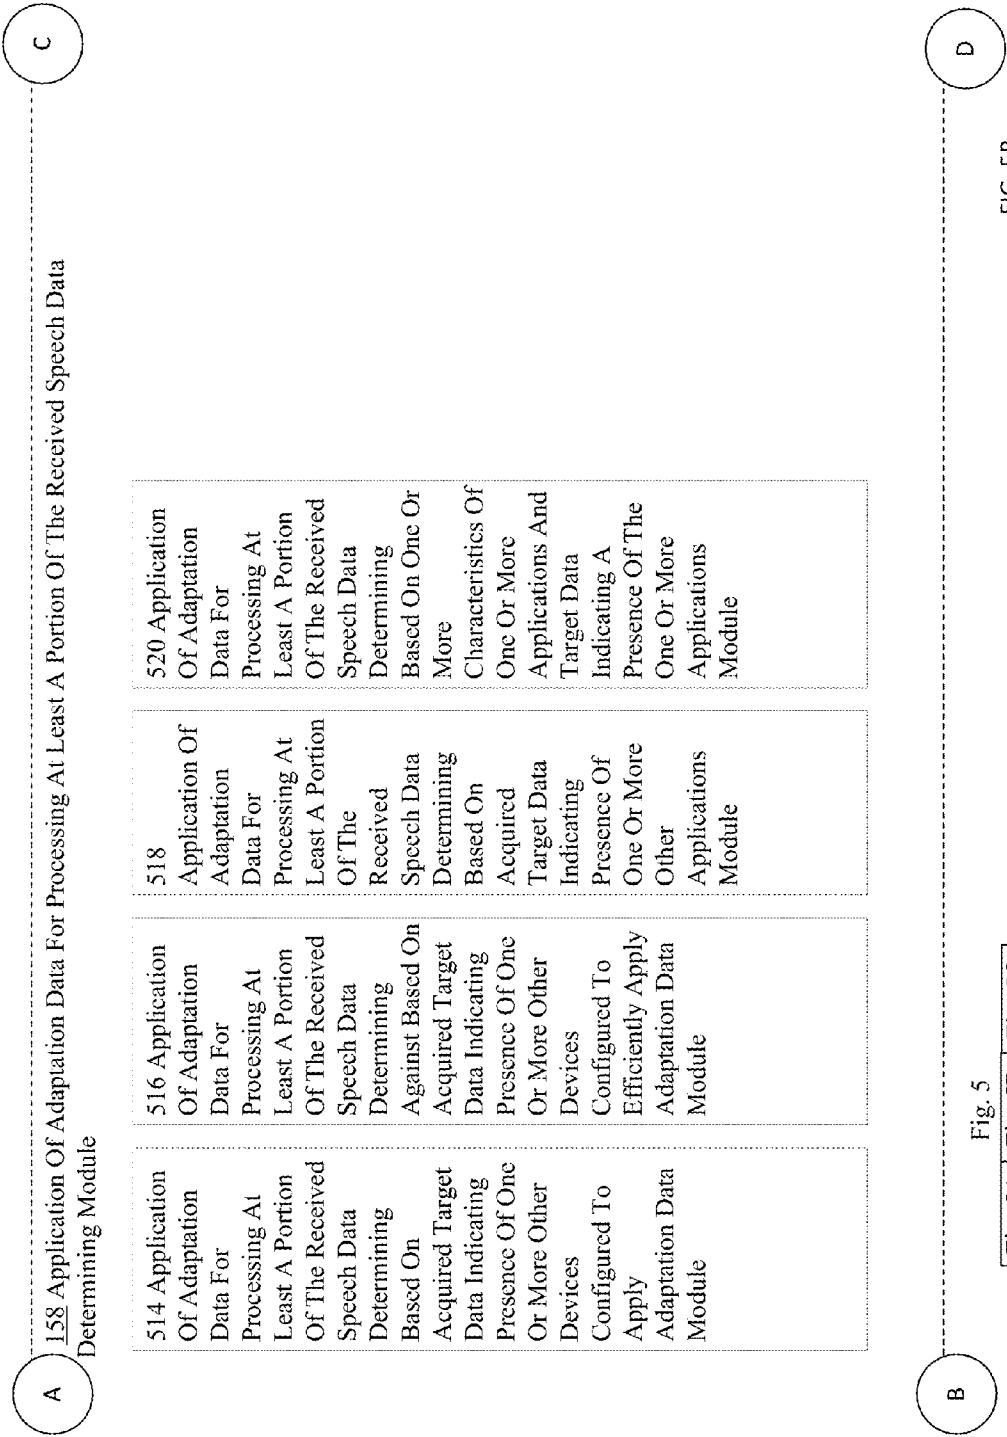 A
C
158 Application Of Adaptation Data For Processing At Least A Portion Of The Received Speech Data
Determining Module
514 Application
Of Adaptation
Data For
Processing At
Least A Portion
Of The Received
Speech Data
Determining
Based On
Acquired Target
Data Indicating
Presence Of One
Or More Other
Devices
Configured To
Apply
Adaptation Data
Module
516 Application
Of Adaptation
Data For
Processing At
Least A Portion
Of The Received
Speech Data
Determining
Against Based On
Acquired Target
Data Indicating
Presence Of One
Or More Other
Devices
Configured To
Efficiently Apply
Adaptation Data
Module
518
Application Of
Adaptation
Data For
Processing At
Least A Portion
Of The
Received
Speech Data
Determining
Based On
Acquired
Target Data
Indicating
Presence Of
One Or More
Other
Applications
Module
520 Application
Of Adaptation
Data For
Processing At
Least A Portion
Of The Received
Speech Data
Determining
Based On One Or
More
Characteristics Of
One Or More
Applications And
Target Data
Indicating A
Presence Of The
One Or More
Applications
Module
B
D
Fig. 5